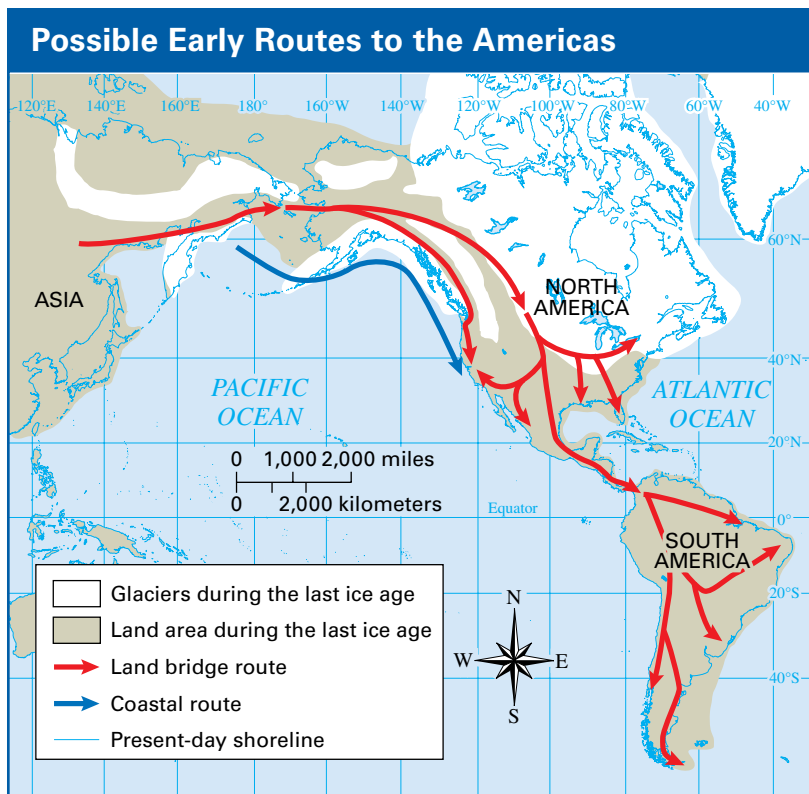 Possible Early Routes to the Americas
120°E 140°E 160°E 180° 160°W 140°W 120°W 100°W 80°W 60°W 40°W
60°N
ASIA
NORTH
AMERICA
40°N
PACIFIC
OCEAN
ATLANTIC
OCEAN
20°N
0 1,000 2,000 miles
0 2,000 kilometers
Equator
0°
SOUTH
AMERICA
20°S
40°S
Glaciers during the last ice age
Land area during the last ice age
Land bridge route
Coastal route
Present-day shoreline
N
W E
S